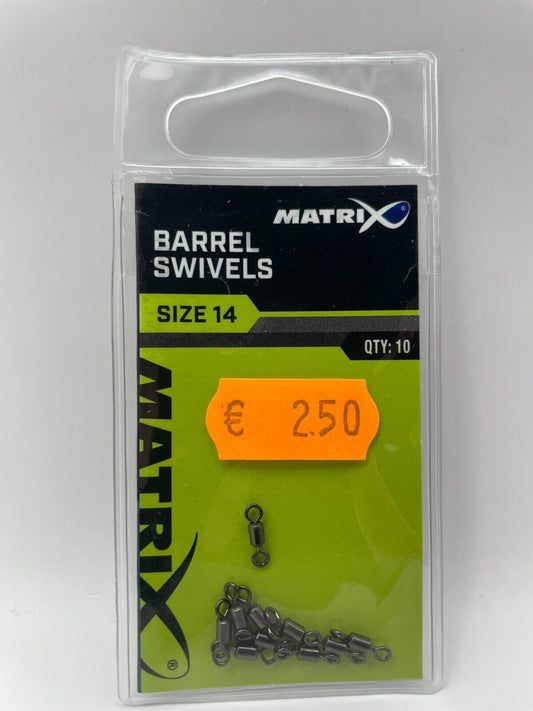 MATRIX ®
BARREL
SWIVELS
SIZE 14
QTY: 10
€ 2.50
MATRIX ®